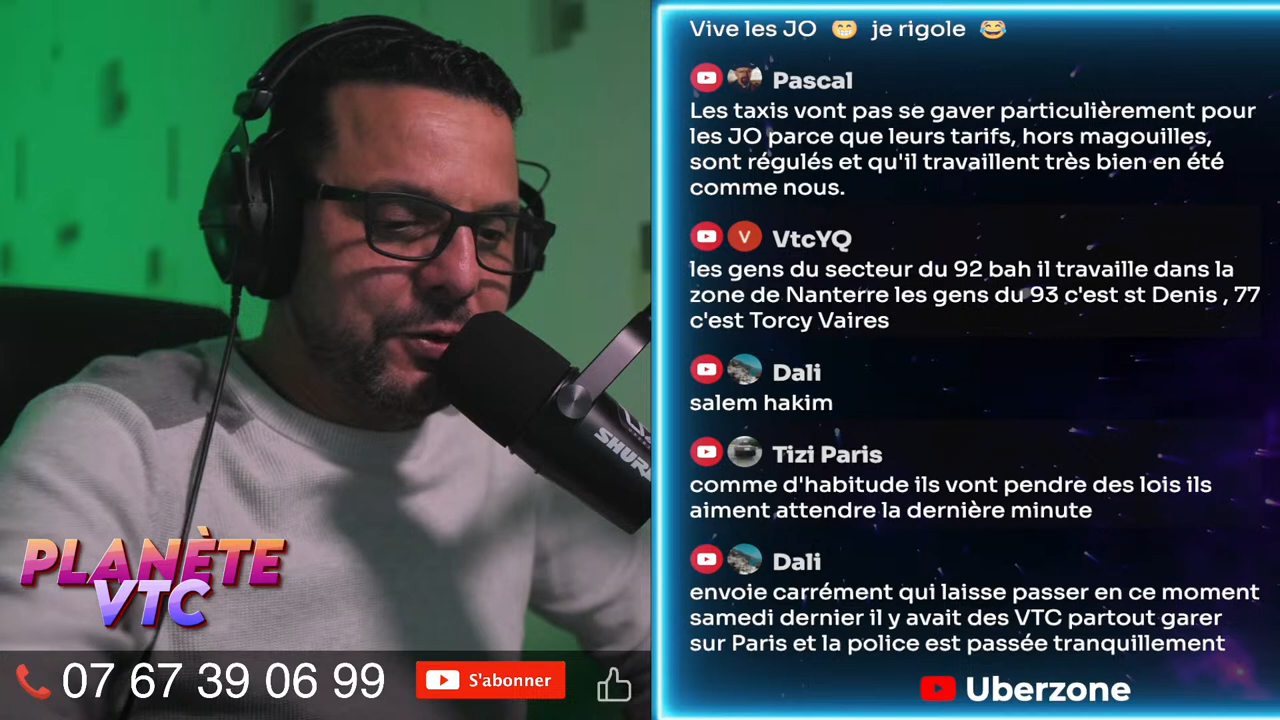 Vive les JO 😁 je rigole 😂
Pascal
Les taxis vont pas se gaver particulièrement pour
les JO parce que leurs tarifs, hors magouilles,
sont régulés et qu'il travaillent très bien en été
comme nous.
V
VtcYQ
les gens du secteur du 92 bah il travaille dans la
zone de Nanterre les gens du 93 c'est st Denis , 77
c'est Torcy Vaires
Dali
salem hakim
Tizi Paris
comme d'habitude ils vont pendre des lois ils
aiment attendre la dernière minute
Dali
envoie carrément qui laisse passer en ce moment
samedi dernier il y avait des VTC partout garer
sur Paris et la police est passée tranquillement
Uberzone
PLANÈTE
VTC
07 67 39 06 99
S'abonner